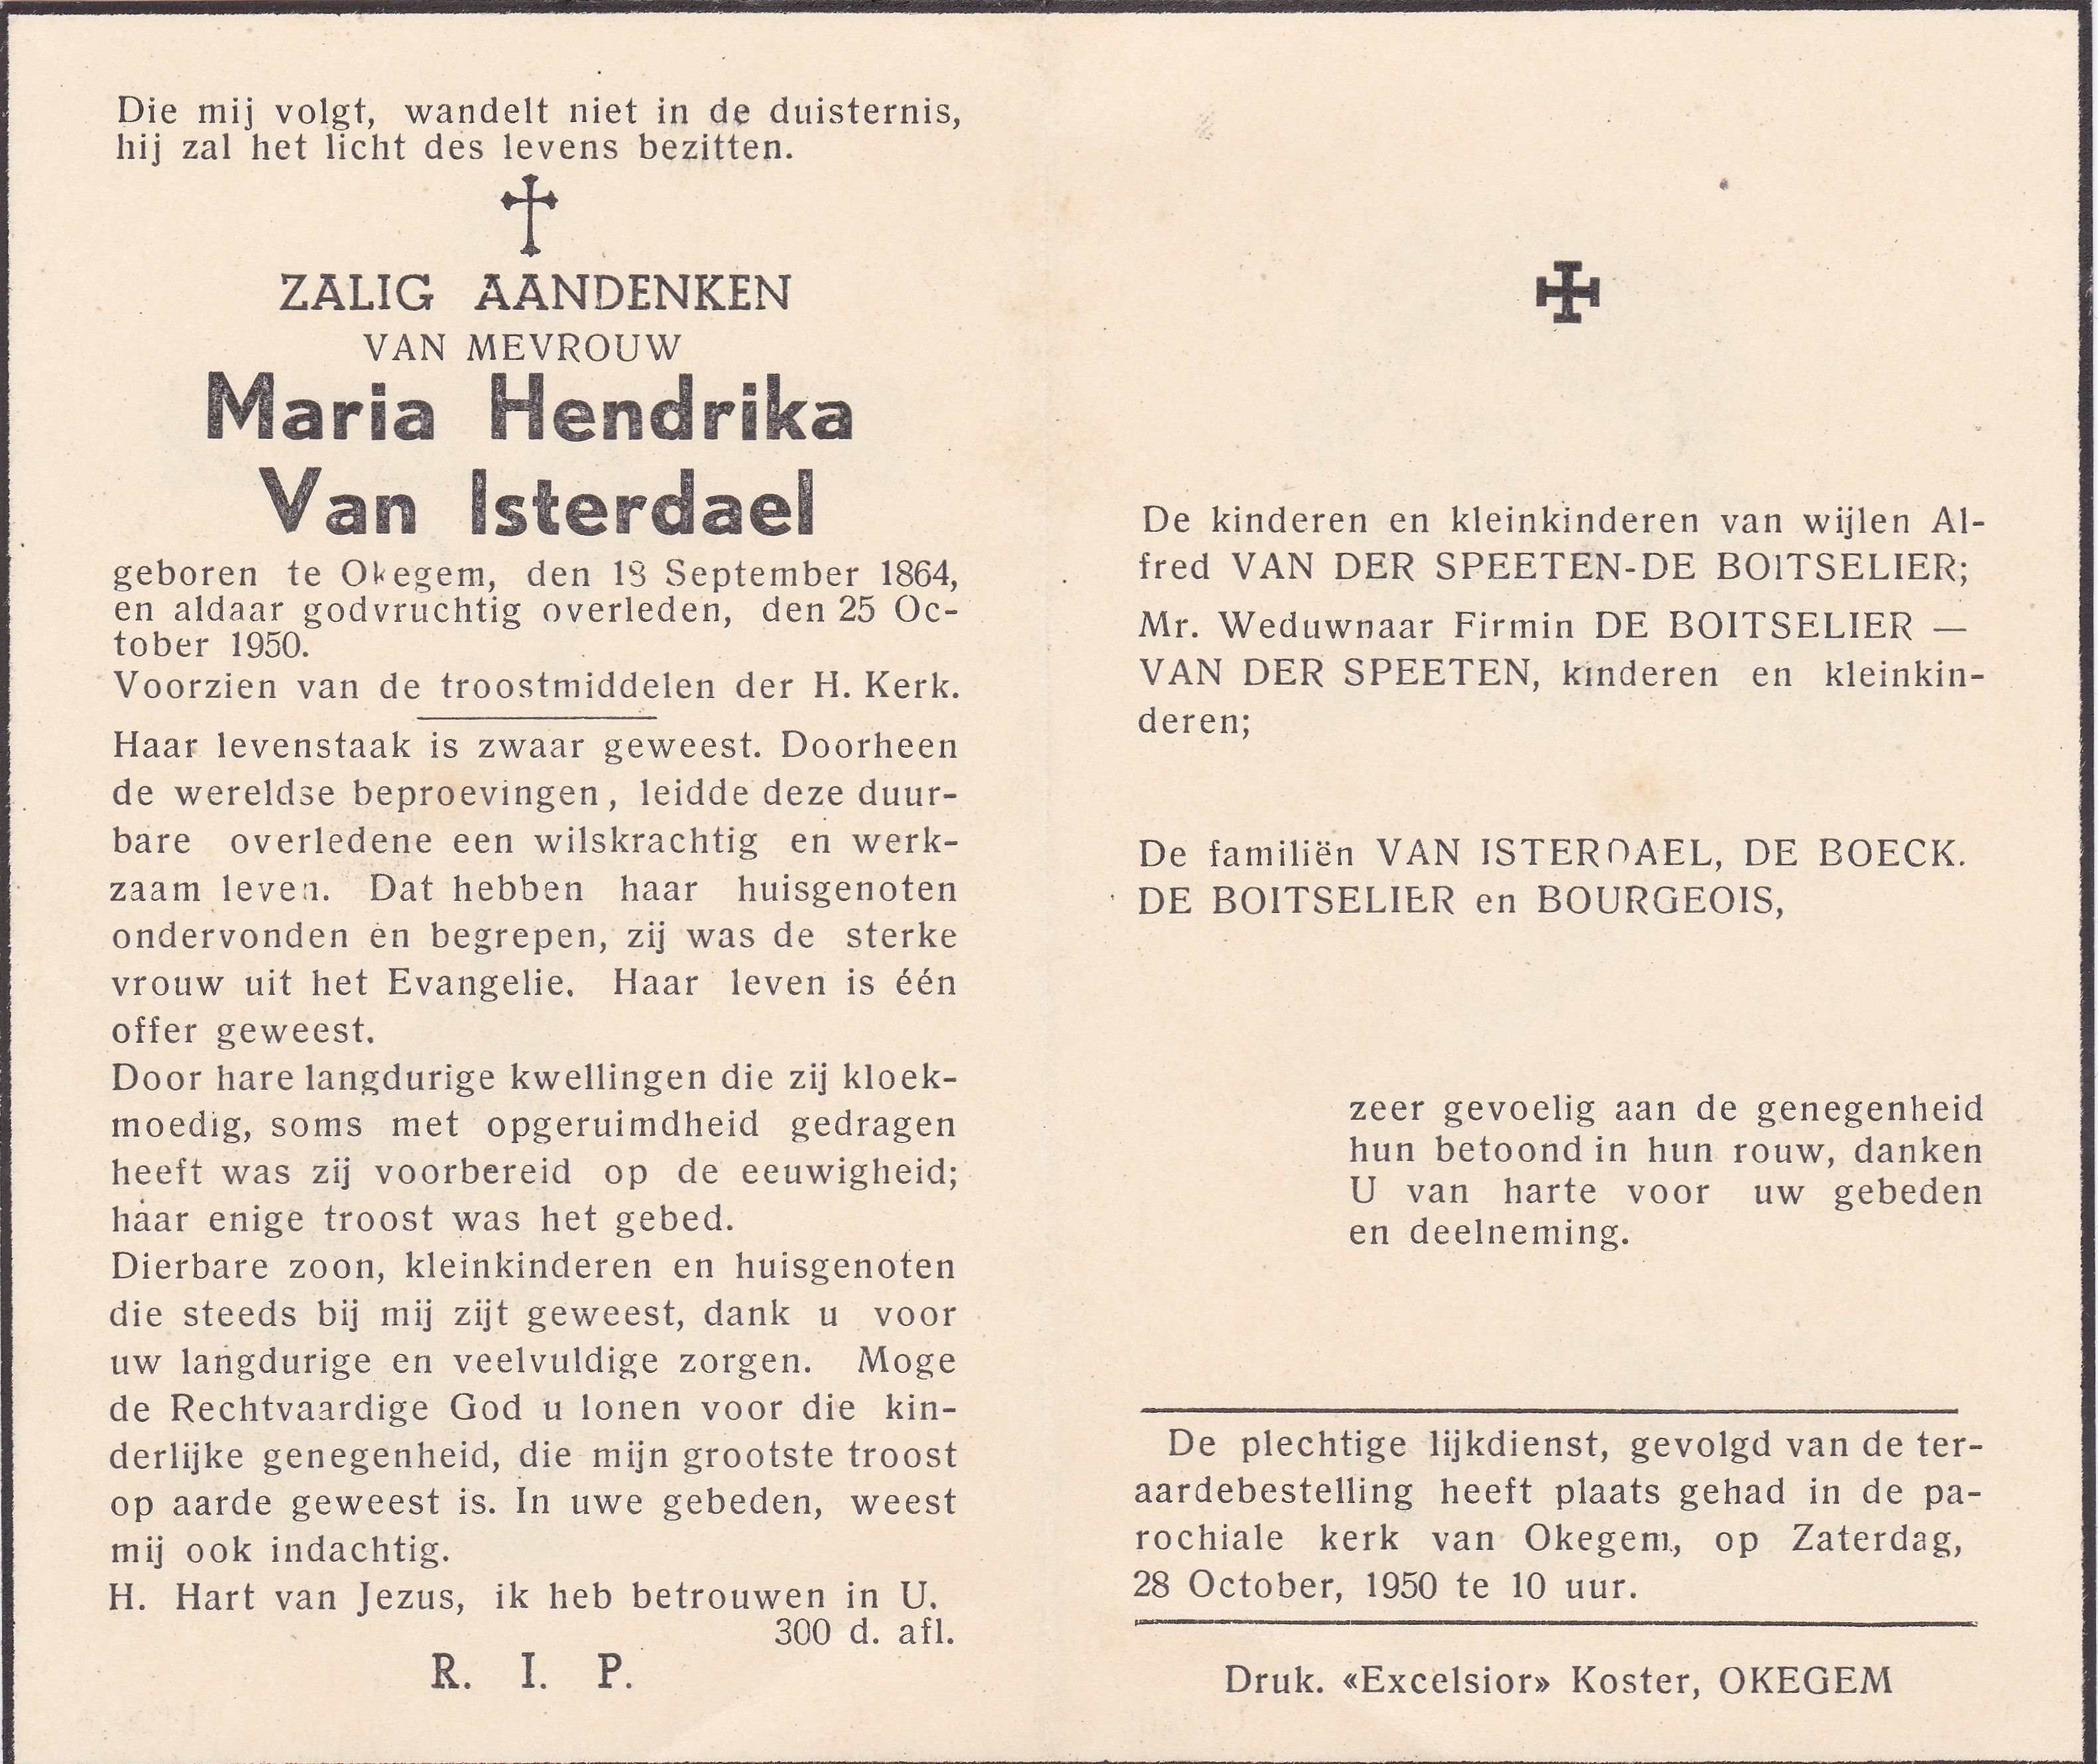 Die mij volgt, wandelt niet in de duisternis,
hij zal het licht des levens bezitten.
ZALIG AANDENKEN
VAN MEVROUW
Maria Hendrika
Van Isterdael
geboren te Okegem, den 18 September 1864,
en aldaar godvruchtig overleden, den 25 Oc-
tober 1950.
Voorzien van de troostmiddelen der H. Kerk.
Haar levenstaak is zwaar geweest. Doorheen
de wereldse beproevingen, leidde deze duur-
bare overledene een wilskrachtig en werk-
zaam leven. Dat hebben haar huisgenoten
ondervonden en begrepen, zij was de sterke
vrouw uit het Evangelie. Haar leven is één
offer geweest.
Door hare langdurige kwellingen die zij kloek-
moedig, soms met opgeruimdheid gedragen
heeft was zij voorbereid op de eeuwigheid;
haar enige troost was het gebed.
Dierbare zoon, kleinkinderen en huisgenoten
die steeds bij mij zijt geweest, dank u voor
uw langdurige en veelvuldige zorgen. Moge
de Rechtvaardige God u lonen voor die kin-
derlijke genegenheid, die mijn grootste troost
op aarde geweest is. In uwe gebeden, weest
mij ook indachtig.
H. Hart van Jezus, ik heb betrouwen in U.
300 d. afl.
R. I. P.
De kinderen en kleinkinderen van wijlen Al-
fred VAN DER SPEETEN-DE BOITSELIER;
Mr. Weduwnaar Firmin DE BOITSELIER —
VAN DER SPEETEN, kinderen en kleinkin-
deren;
De familiën VAN ISTERDAEL, DE BOECK.
DE BOITSELIER en BOURGEOIS,
zeer gevoelig aan de genegenheid
hun betoond in hun rouw, danken
U van harte voor uw gebeden
en deelneming.
De plechtige lijkdienst, gevolgd van de ter-
aardebestelling heeft plaats gehad in de pa-
rochiale kerk van Okegem, op Zaterdag,
28 October, 1950 te 10 uur.
Druk. «Excelsior» Koster, OKEGEM